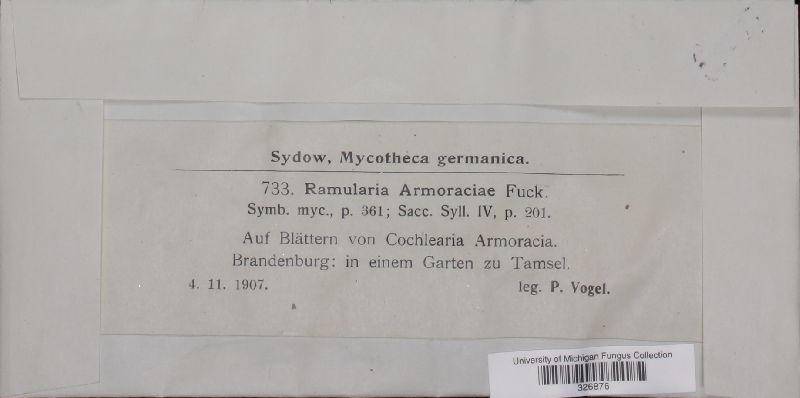 Sydow, Mycotheca germanica.
733. Ramularia Armoraciae Fuck.
Symb. myc., p. 361; Sacc. Syll. IV, p. 201.
Auf Blättern von Cochlearia Armoracia.
Brandenburg: in einem Garten zu Tamsel.
4. 11. 1907. leg. P. Vogel.
University of Michigan Fungus Collection
326876